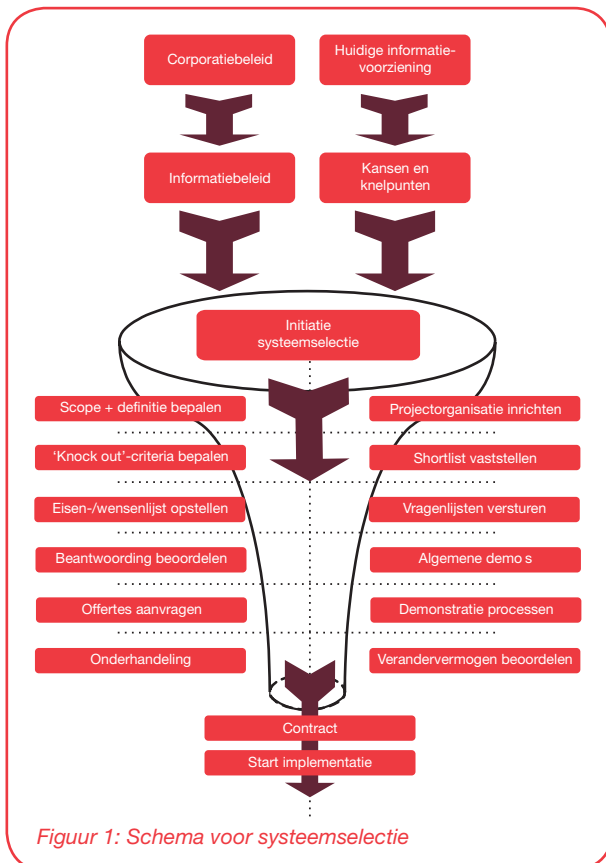 Corporatiebeleid
Huidige informatie-
voorziening
Informatiebeleid
Kansen en
knelpunten
Initiatie
systeemselectie
Scope + definitie bepalen
Projectorganisatie inrichten
‘Knock out’-criteria bepalen
Shortlist vaststellen
Eisen-/wensenlijst opstellen
Vragenlijsten versturen
Beantwoording beoordelen
Algemene demo s
Offertes aanvragen
Demonstratie processen
Onderhandeling
Verandervermogen beoordelen
Contract
Start implementatie
Figuur 1: Schema voor systeemselectie